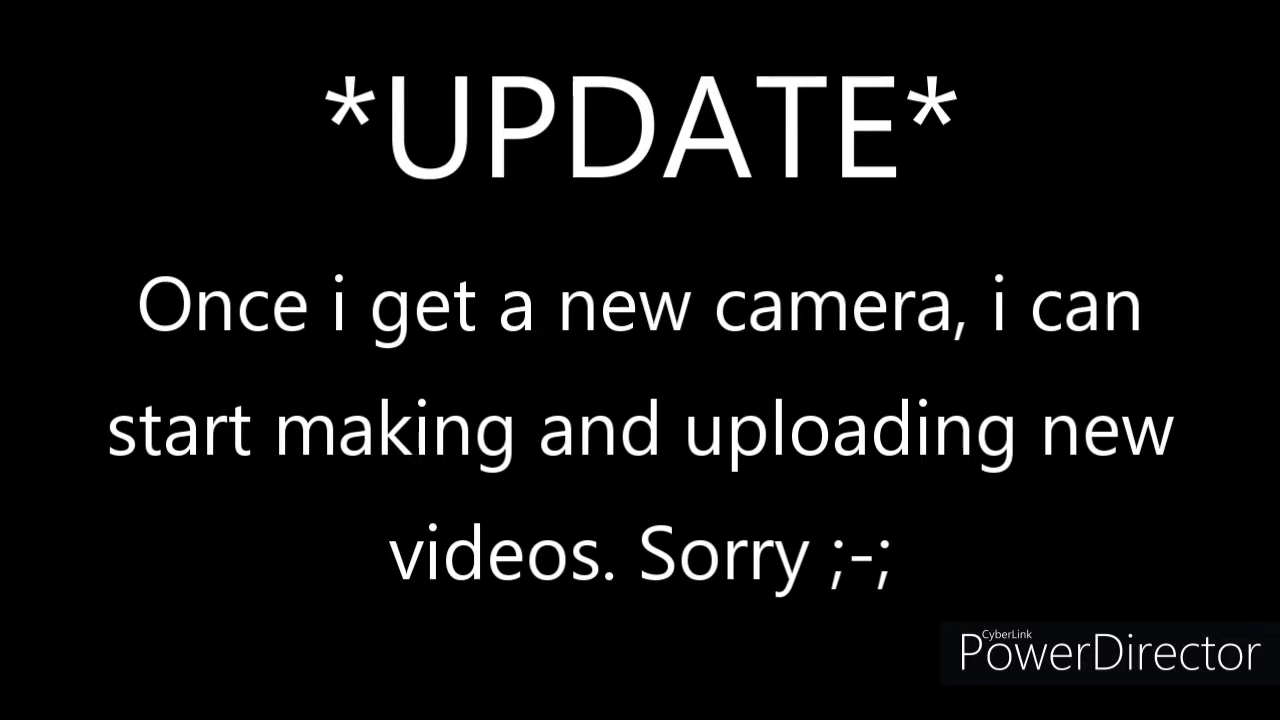 *UPDATE*
Once i get a new camera, i can
start making and uploading new
videos. Sorry ;-;
CyberLink
PowerDirector